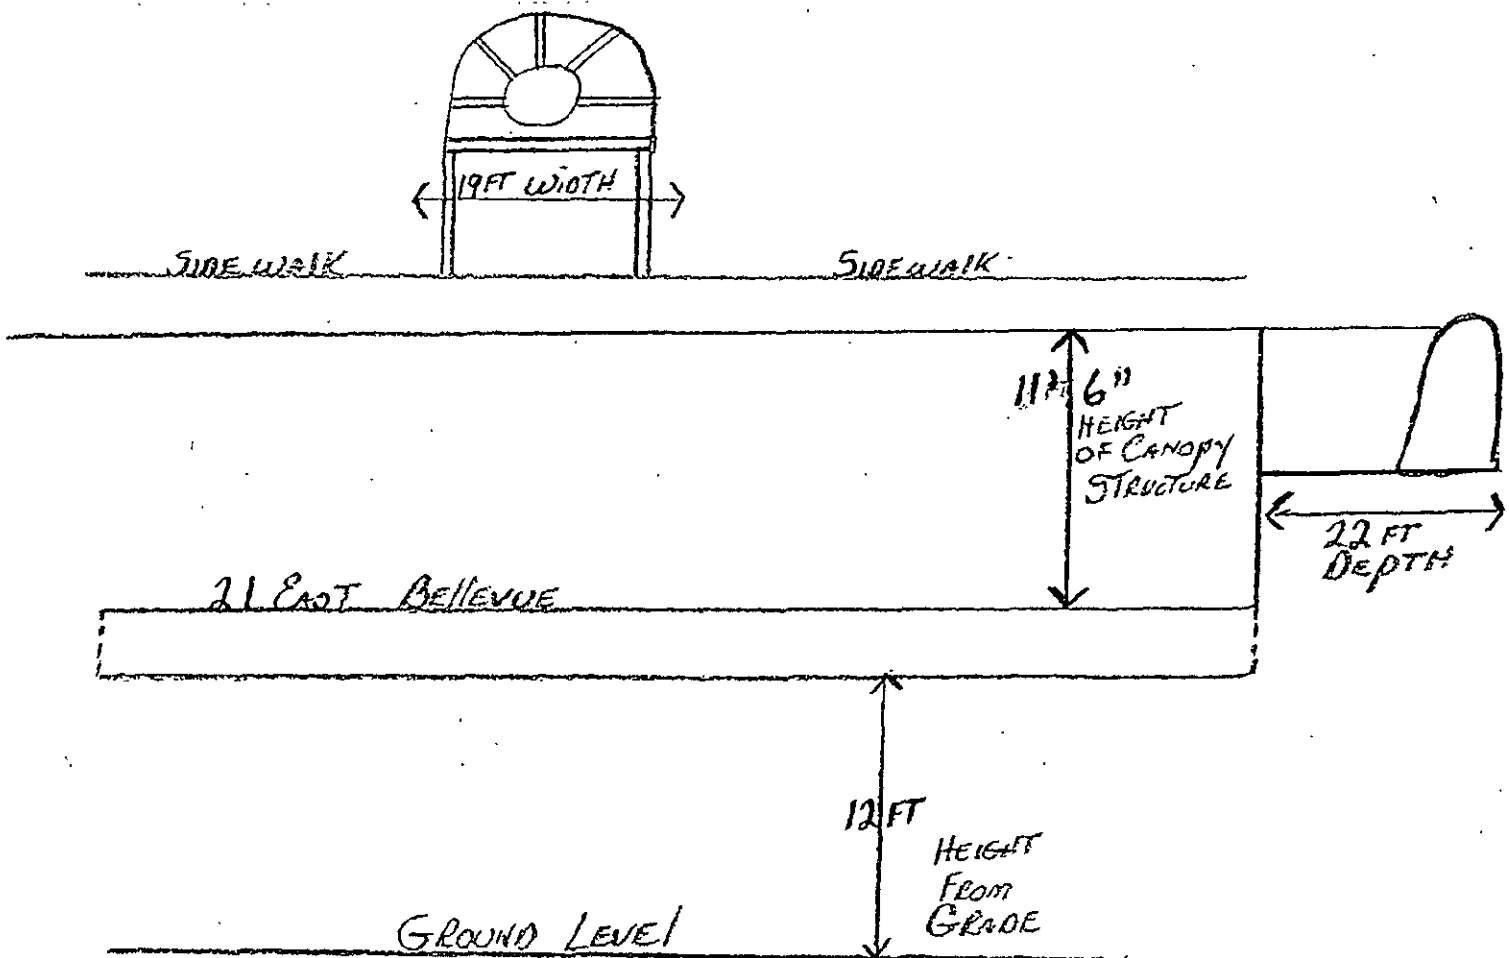 19FT WIDTH
SIDEWALK SIDEWALK
11Ft 6"
HEIGHT
OF CANOPY
STRUCTURE
22 FT
DEPTH
21 EAST BELLEVUE
12 FT
HEIGHT
FROM
GRADE
GROUND LEVEL